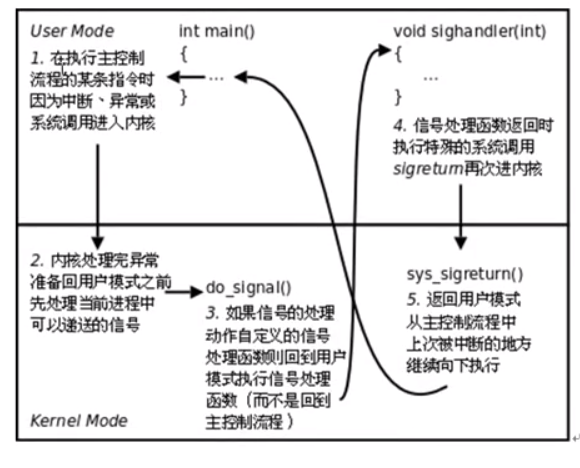 User Mode
1. 在执行主控制
流程的某条指令时
因为中断、异常或
系统调用进入内核
int main()
{
...
}
void sighandler(int)
{
...
}
4. 信号处理函数返回时
执行特殊的系统调用
sigreturn再次进内核
2. 内核处理完异常
准备回用户模式之前
先处理当前进程中
可以递送的信号
do_signal()
3. 如果信号的处理
动作自定义的信号
处理函数则回到用户
模式执行信号处理
函数（而不是回到
主控制流程）
sys_sigreturn()
5. 返回用户模式
从主控制流程中
上次被中断的地方
继续向下执行
Kernel Mode